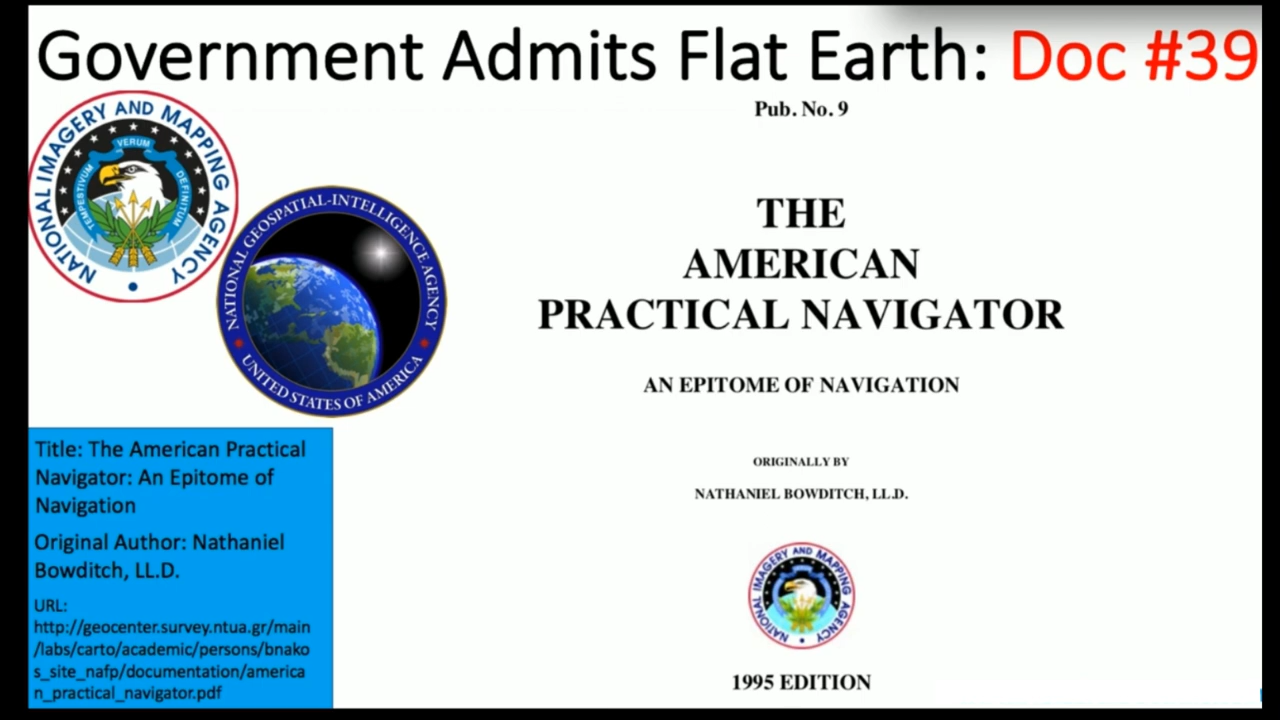 Government Admits Flat Earth: Doc #39
Pub. No. 9
NATIONAL IMAGERY AND MAPPING AGENCY
TEMPESTIVUM VERUM DEFINITUM
NATIONAL GEOSPATIAL-INTELLIGENCE AGENCY
UNITED STATES OF AMERICA
THE
AMERICAN
PRACTICAL NAVIGATOR
AN EPITOME OF NAVIGATION
ORIGINALLY BY
NATHANIEL BOWDITCH, LL.D.
NATIONAL IMAGERY AND MAPPING AGENCY
1995 EDITION
Title: The American Practical
Navigator: An Epitome of
Navigation
Original Author: Nathaniel
Bowditch, LL.D.
URL:
http://geocenter.survey.ntua.gr/main
/labs/carto/academic/persons/bnako
s_site_nafp/documentation/america
n_practical_navigator.pdf